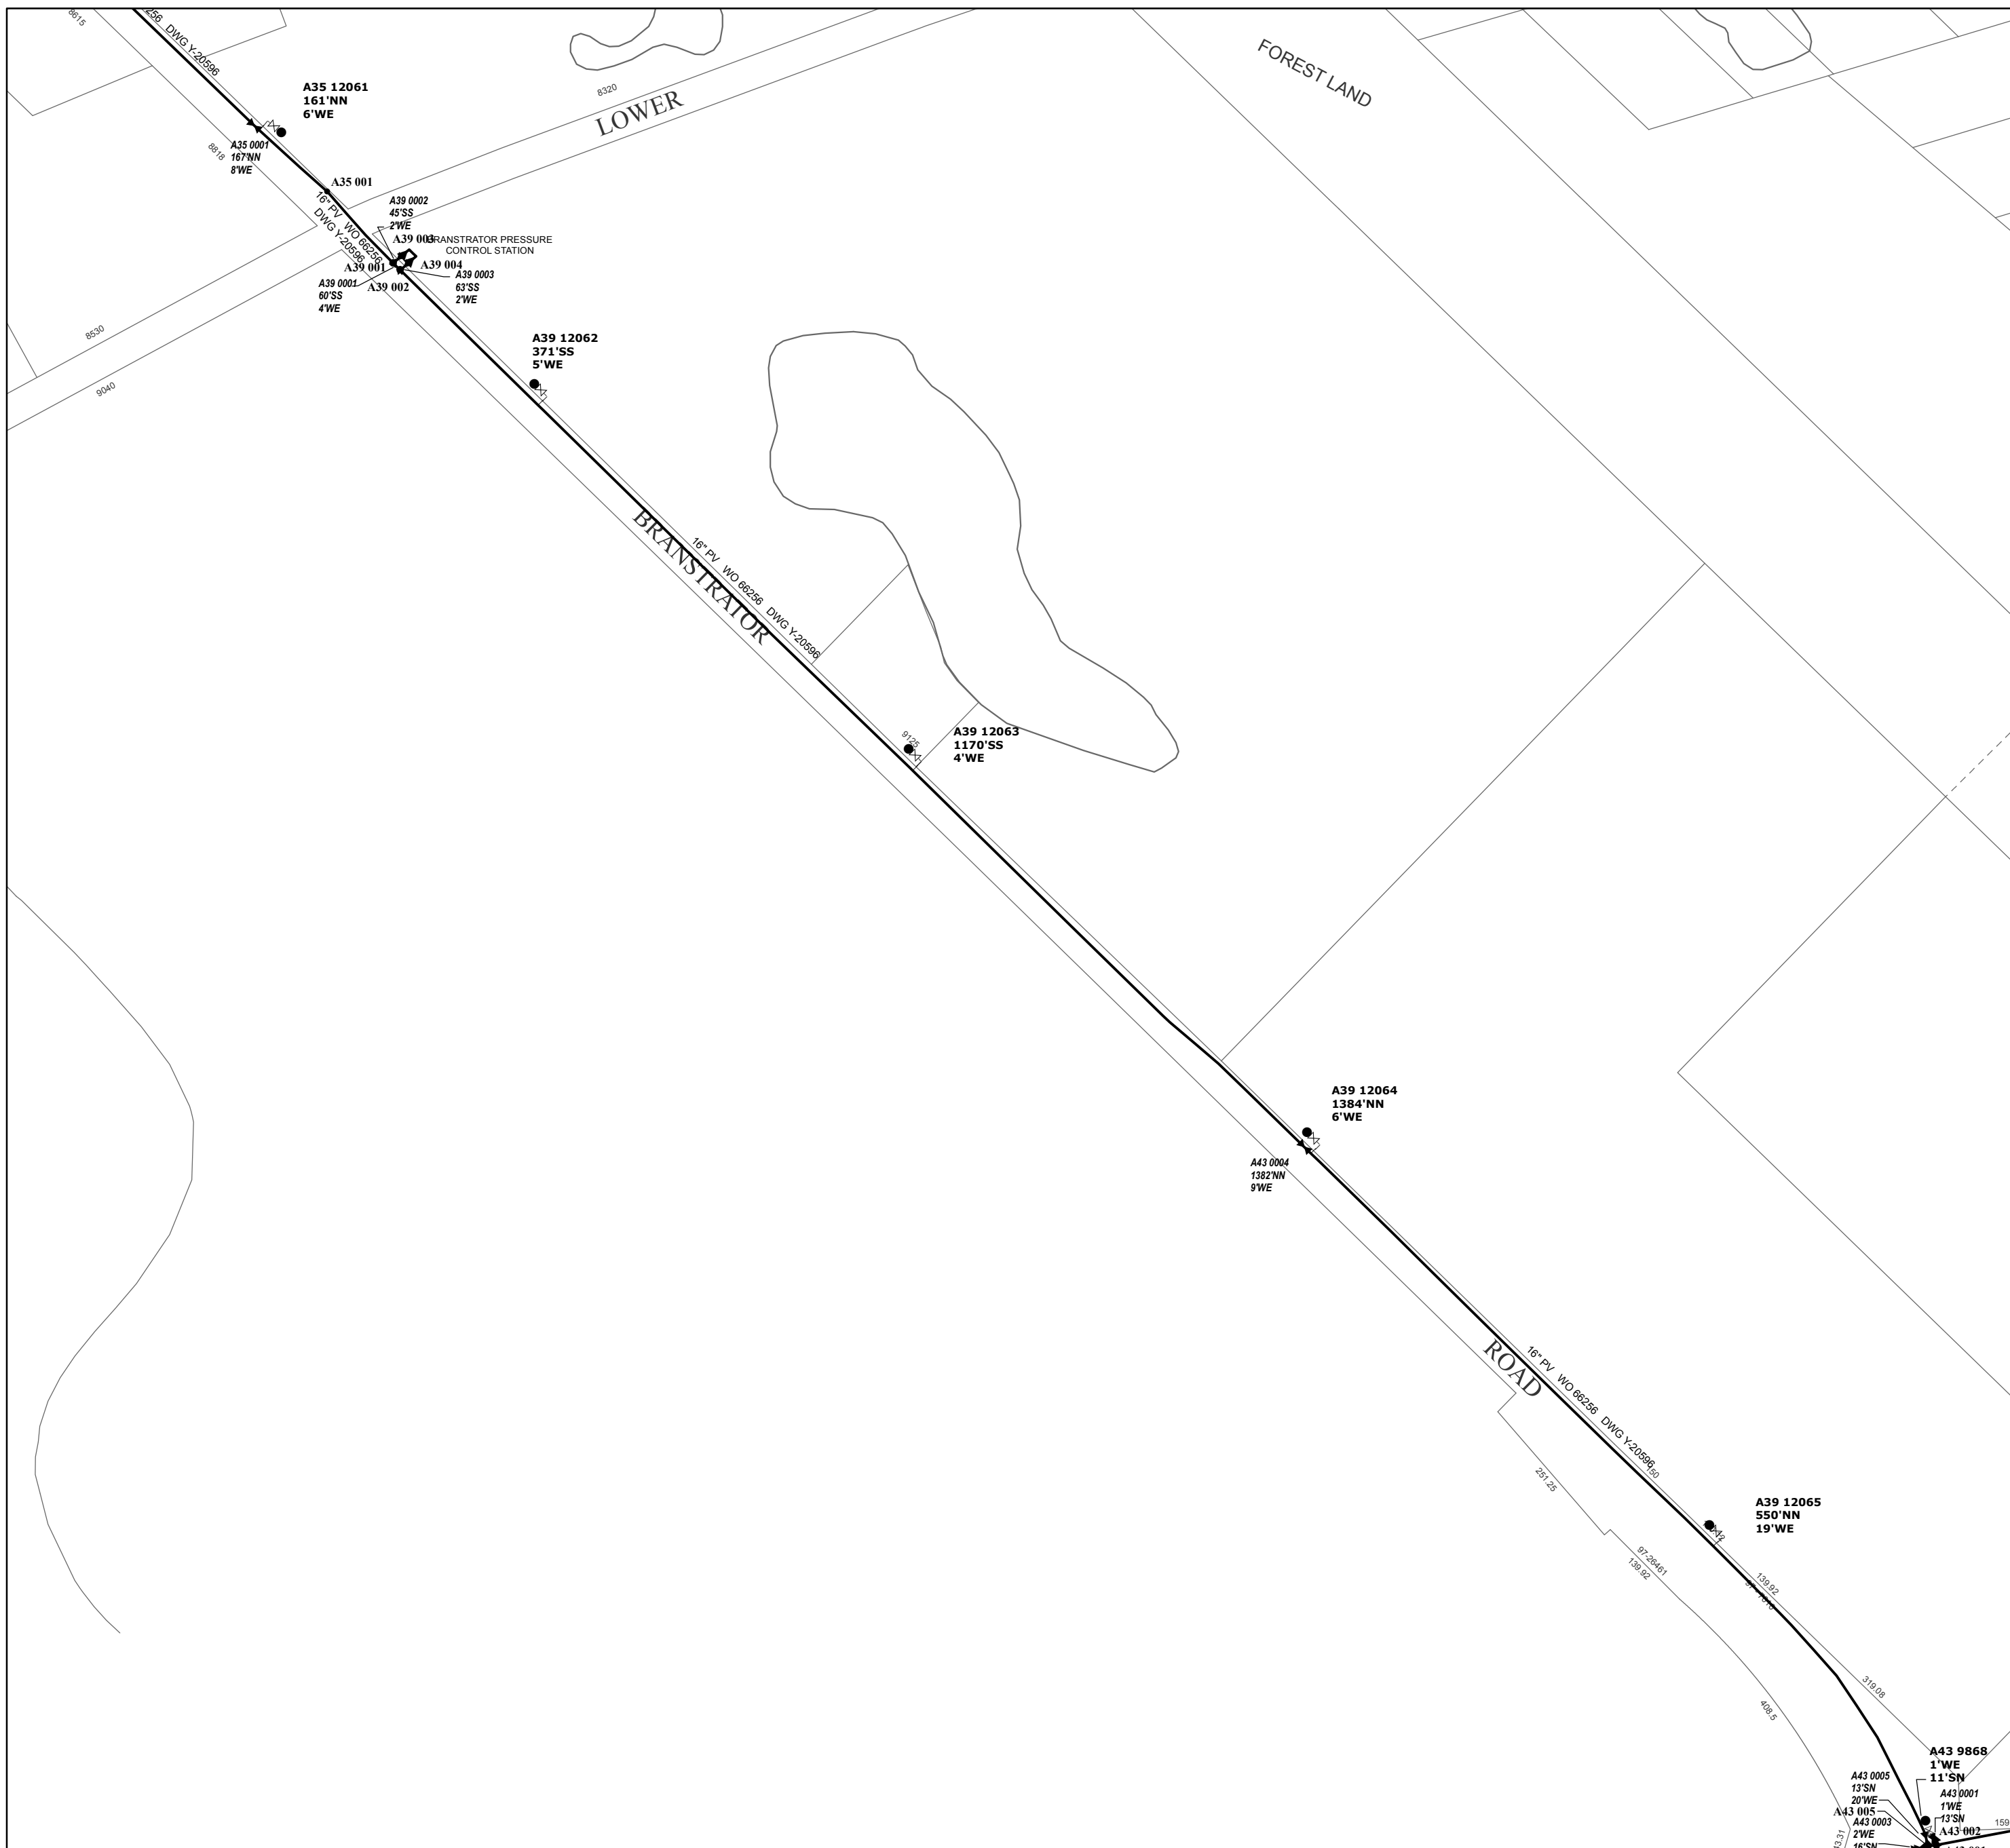 8615
256 DWG Y-20596
A35 12061
161'NN
6'WE
A35 0001
167'NN
8'WE
8818
8320
LOWER
FOREST LAND
A35 001
16" PV WO 66256
DWG Y-20596
A39 0002
45'SS
2'WE
A39 003
BRANSTRATOR PRESSURE
CONTROL STATION
A39 001
A39 004
A39 002
A39 0003
63'SS
2'WE
A39 0001
60'SS
4'WE
8530
9040
A39 12062
371'SS
5'WE
BRANSTRATOR
16" PV WO 66256 DWG Y-20596
9125
A39 12063
1170'SS
4'WE
A39 12064
1384'NN
6'WE
A43 0004
1382'NN
9'WE
ROAD
16" PV WO 66256 DWG Y-20596
150
251.25
A39 12065
550'NN
19'WE
97-26461
139.92
139.92
319.08
408.5
A43 9868
1'WE
11'SN
A43 0005
13'SN
20'WE
A43 0001
1'WE
13'SN
A43 005
A43 0003
2'WE
16'SN
A43 002
159
43.31